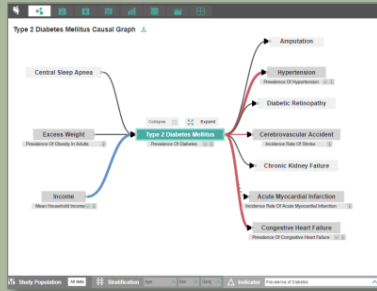 Type 2 Diabetes Mellitus Causal Graph
Amputation
Central Sleep Apnea
Hypertension
Prevalence Of Hypertension
Diabetic Retinopathy
Collapse
Expand
Excess Weight
Prevalence Of Obesity In Adults
Type 2 Diabetes Mellitus
Prevalence Of Diabetes
Cerebrovascular Accident
Incidence Rate Of Stroke
Chronic Kidney Failure
Income
Mean Household Income
Acute Myocardial Infarction
Incidence Rate Of Acute Myocardial Infarction
Congestive Heart Failure
Prevalence Of Congestive Heart Failure
Study Population
All data
Stratification
Age
Indicator
Prevalence of Diabetes